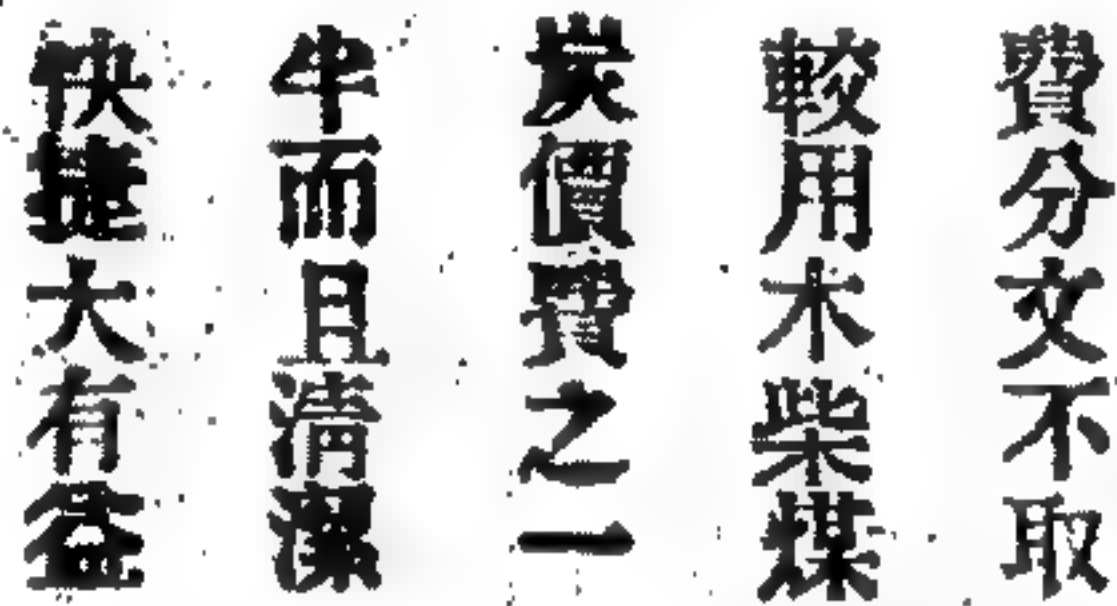 費分文不取
較用木柴煤
炭價費之一
半而且清潔
快捷大有益